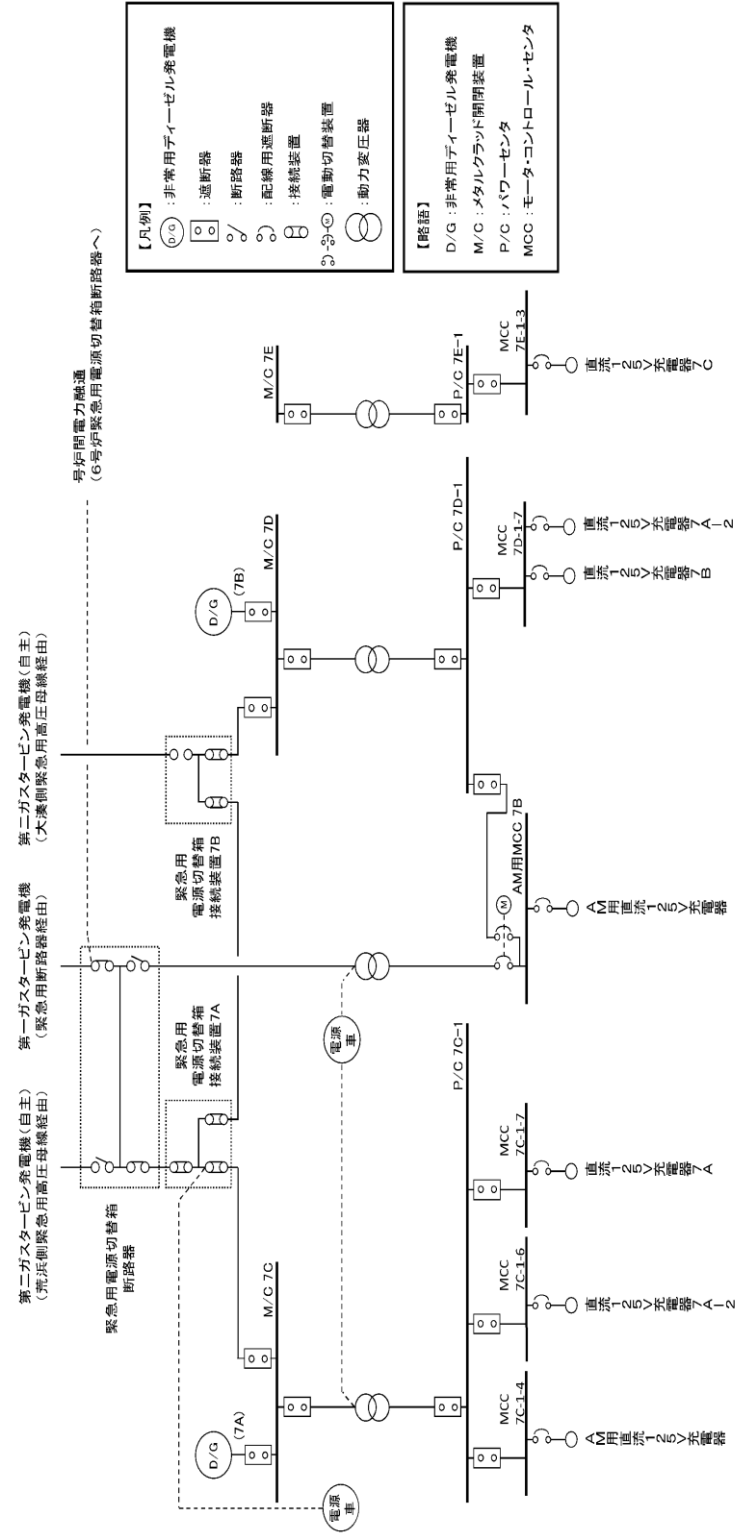 第二ガスタービン発電機(自主)
(荒浜側緊急用高圧母線経由)
第一ガスタービン発電機
(緊急用断路器経由)
第二ガスタービン発電機(自主)
(大湊側緊急用高圧母線経由)
号炉間電力融通
(6号炉緊急用電源切替箱断路器へ)
緊急用電源切替箱
断路器
緊急用
電源切替箱
接続装置7A
緊急用
電源切替箱
接続装置7B
電源
車
電源
車
D/G
(7A)
M/C 7C
D/G
(7B)
M/C 7D
M/C 7E
P/C 7C-1
P/C 7D-1
P/C 7E-1
MCC
7C-1-4
MCC
7C-1-6
MCC
7C-1-7
M
AM用MCC 7B
MCC
7D-1-7
MCC
7E-1-3
AM用直流125V充電器
直流125V充電器7A-2
直流125V充電器7A
AM用直流125V充電器
直流125V充電器7B
直流125V充電器7A-2
直流125V充電器7C
【凡例】
D/G :非常用ディーゼル発電機
:遮断器
:断路器
:配線用遮断器
:接続装置
M :電動切替装置
:動力変圧器
【略語】
D/G :非常用ディーゼル発電機
M/C :メタルクラッド開閉装置
P/C :パワーセンタ
MCC :モータ・コントロール・センタ